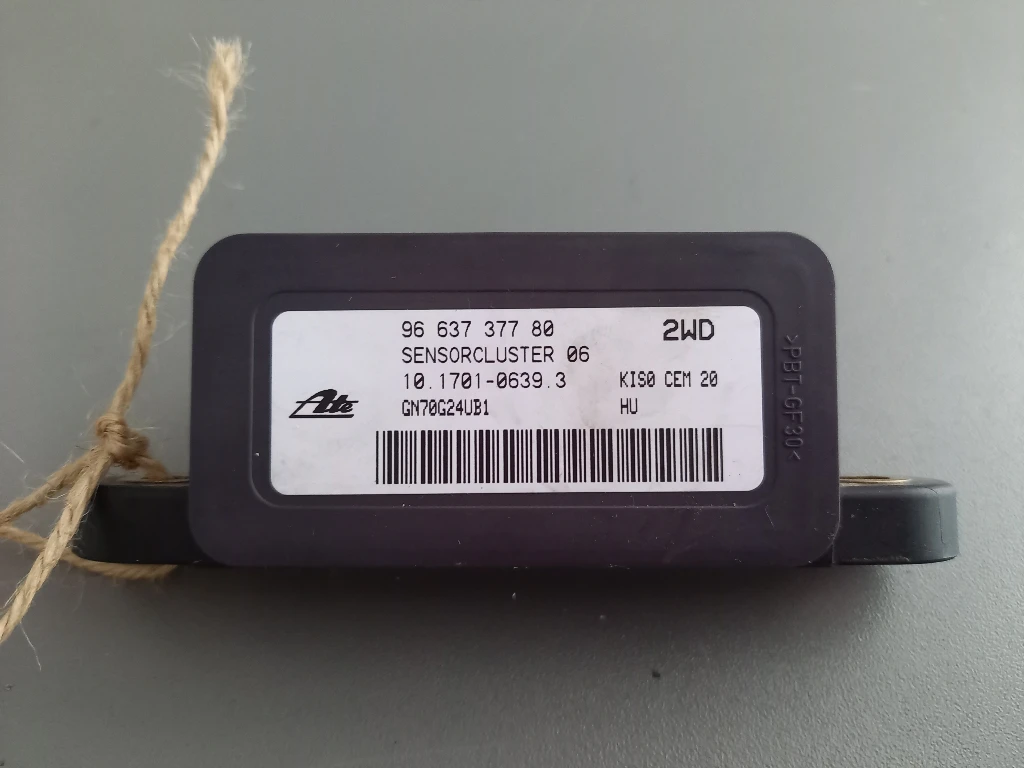 96 637 377 80 2WD
SENSORCLUSTER 06
10.1701-0639.3 KIS0 CEM 20
Ate GN70G24UB1 HU
>PBT-GF30<